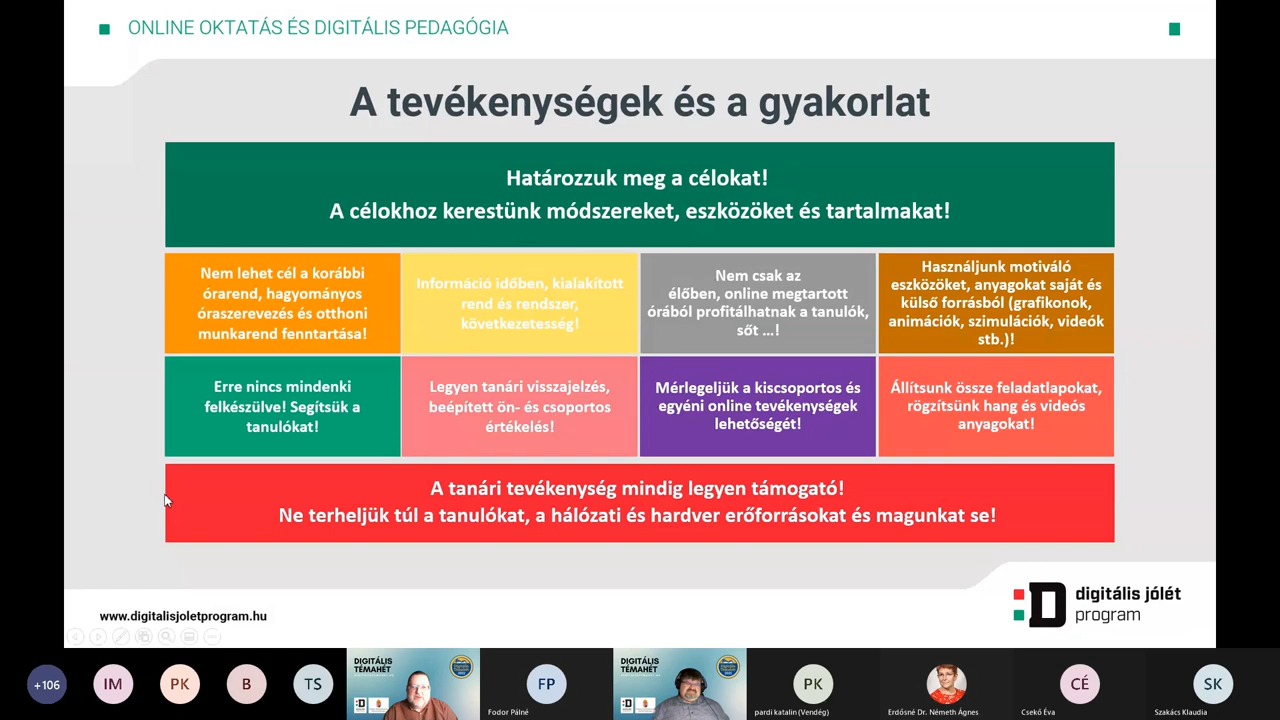 ONLINE OKTATÁS ÉS DIGITÁLIS PEDAGÓGIA
A tevékenységek és a gyakorlat
Határozzuk meg a célokat!
A célokhoz kerestünk módszereket, eszközöket és tartalmakat!
Nem lehet cél a korábbi
órarend, hagyományos
óraszerevezés és otthoni
munkarend fenntartása!
Információ időben, kialakított
rend és rendszer,
következetesség!
Nem csak az
élőben, online megtartott
órából profitálhatnak a tanulók,
sőt ...!
Használjunk motiváló
eszközöket, anyagokat saját és
külső forrásból (grafikonok,
animációk, szimulációk, videók
stb.)!
Erre nincs mindenki
felkészülve! Segítsük a
tanulókat!
Legyen tanári visszajelzés,
beépített ön- és csoportos
értékelés!
Mérlegeljük a kiscsoportos és
egyéni online tevékenységek
lehetőségét!
Állítsunk össze feladatlapokat,
rögzítsünk hang és videós
anyagokat!
A tanári tevékenység mindig legyen támogató!
Ne terheljük túl a tanulókat, a hálózati és hardver erőforrásokat és magunkat se!
www.digitalisjoletprogram.hu
digitális jólét
program
+106
IM
PK
B
TS
DIGITÁLIS
TÉMAHÉT
FP
Fodor Pálné
DIGITÁLIS
TÉMAHÉT
PK
pardi katalin (Vendég)
Erdősné Dr. Németh Ágnes
CÉ
Csekő Éva
SK
Szakács Klaudia